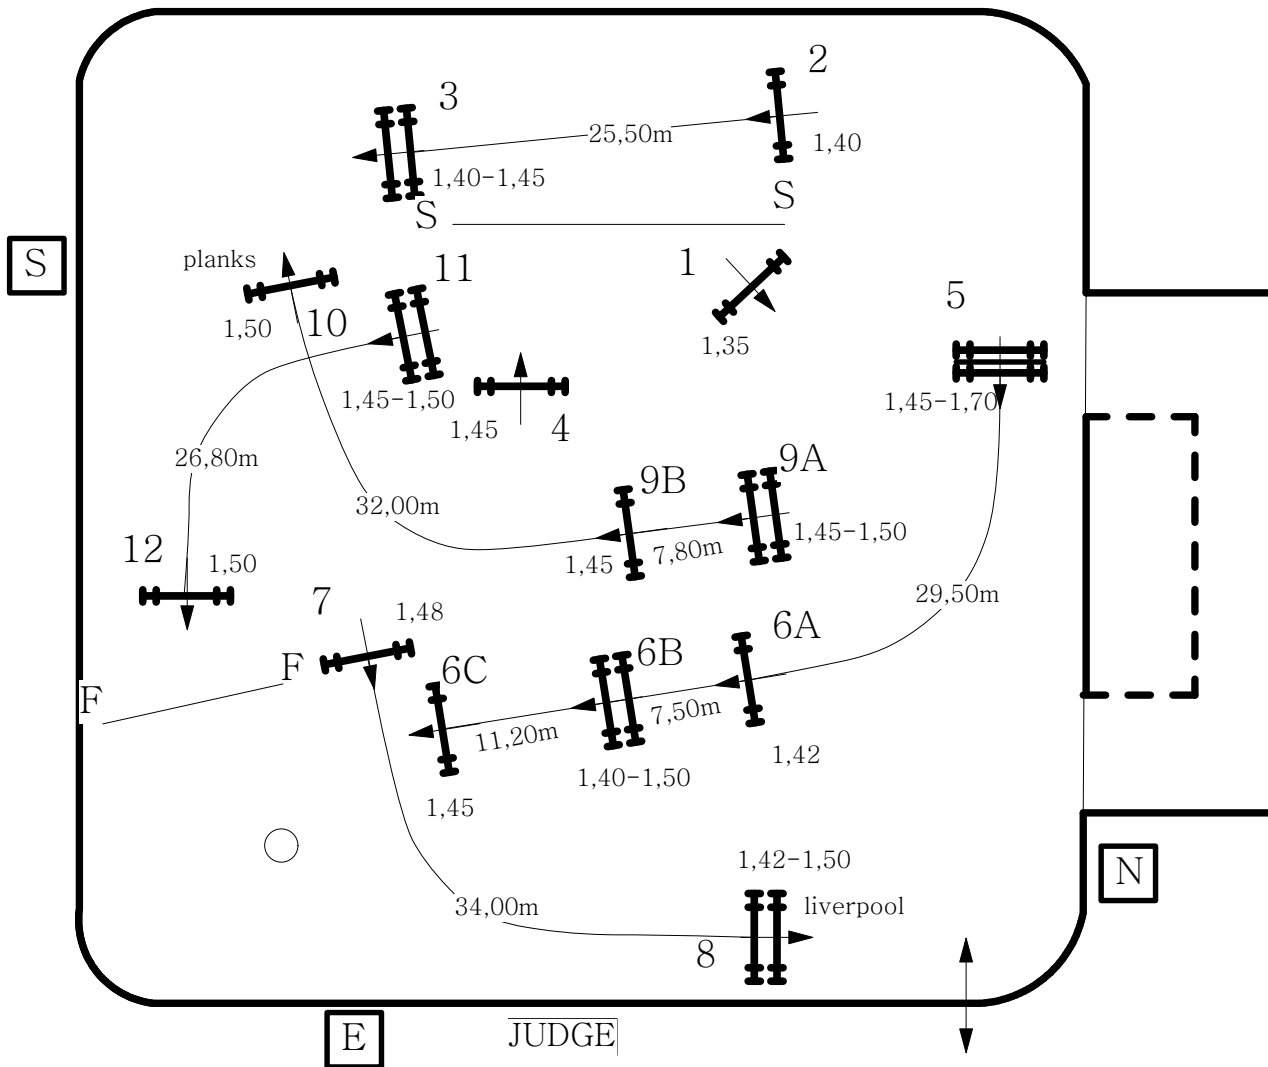 2
3
25,50m
1,40
1,40-1,45
S
S
S
planks
11
1
5
1,50
10
1,35
1,45-1,50
1,45-1,70
1,45
4
26,80m
9B
9A
32,00m
1,45-1,50
12
1,50
1,45
7,80m
29,50m
7
1,48
6A
F
6C
6B
F
7,50m
11,20m
1,42
1,40-1,50
1,45
1,42-1,50
N
34,00m
liverpool
8
E
JUDGE